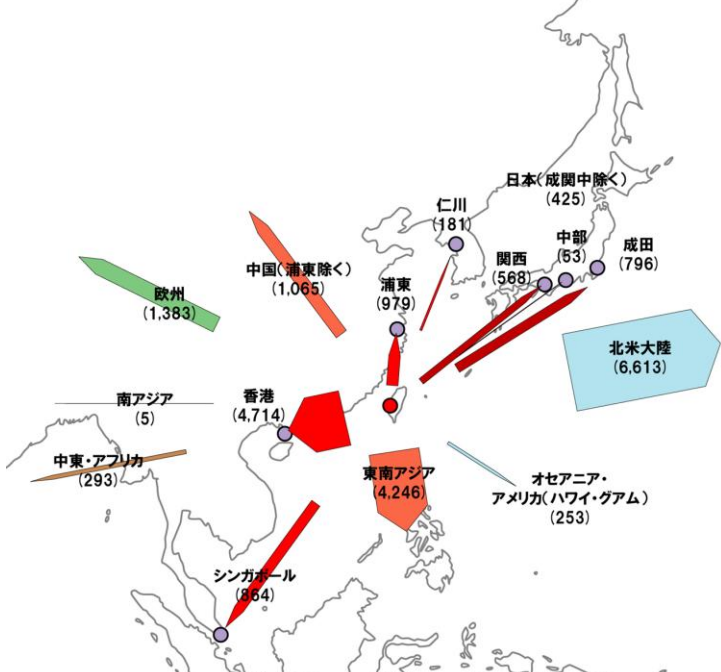 日本(成関中除く)
(425)
仁川
(181)
中部
(53)
成田
(796)
関西
(568)
中国(浦東除く)
(1,065)
浦東
(979)
欧州
(1,383)
北米大陸
(6,613)
南アジア
(5)
香港
(4,714)
中東・アフリカ
(293)
東南アジア
(4,246)
オセアニア・
アメリカ(ハワイ・グアム)
(253)
シンガポール
(864)